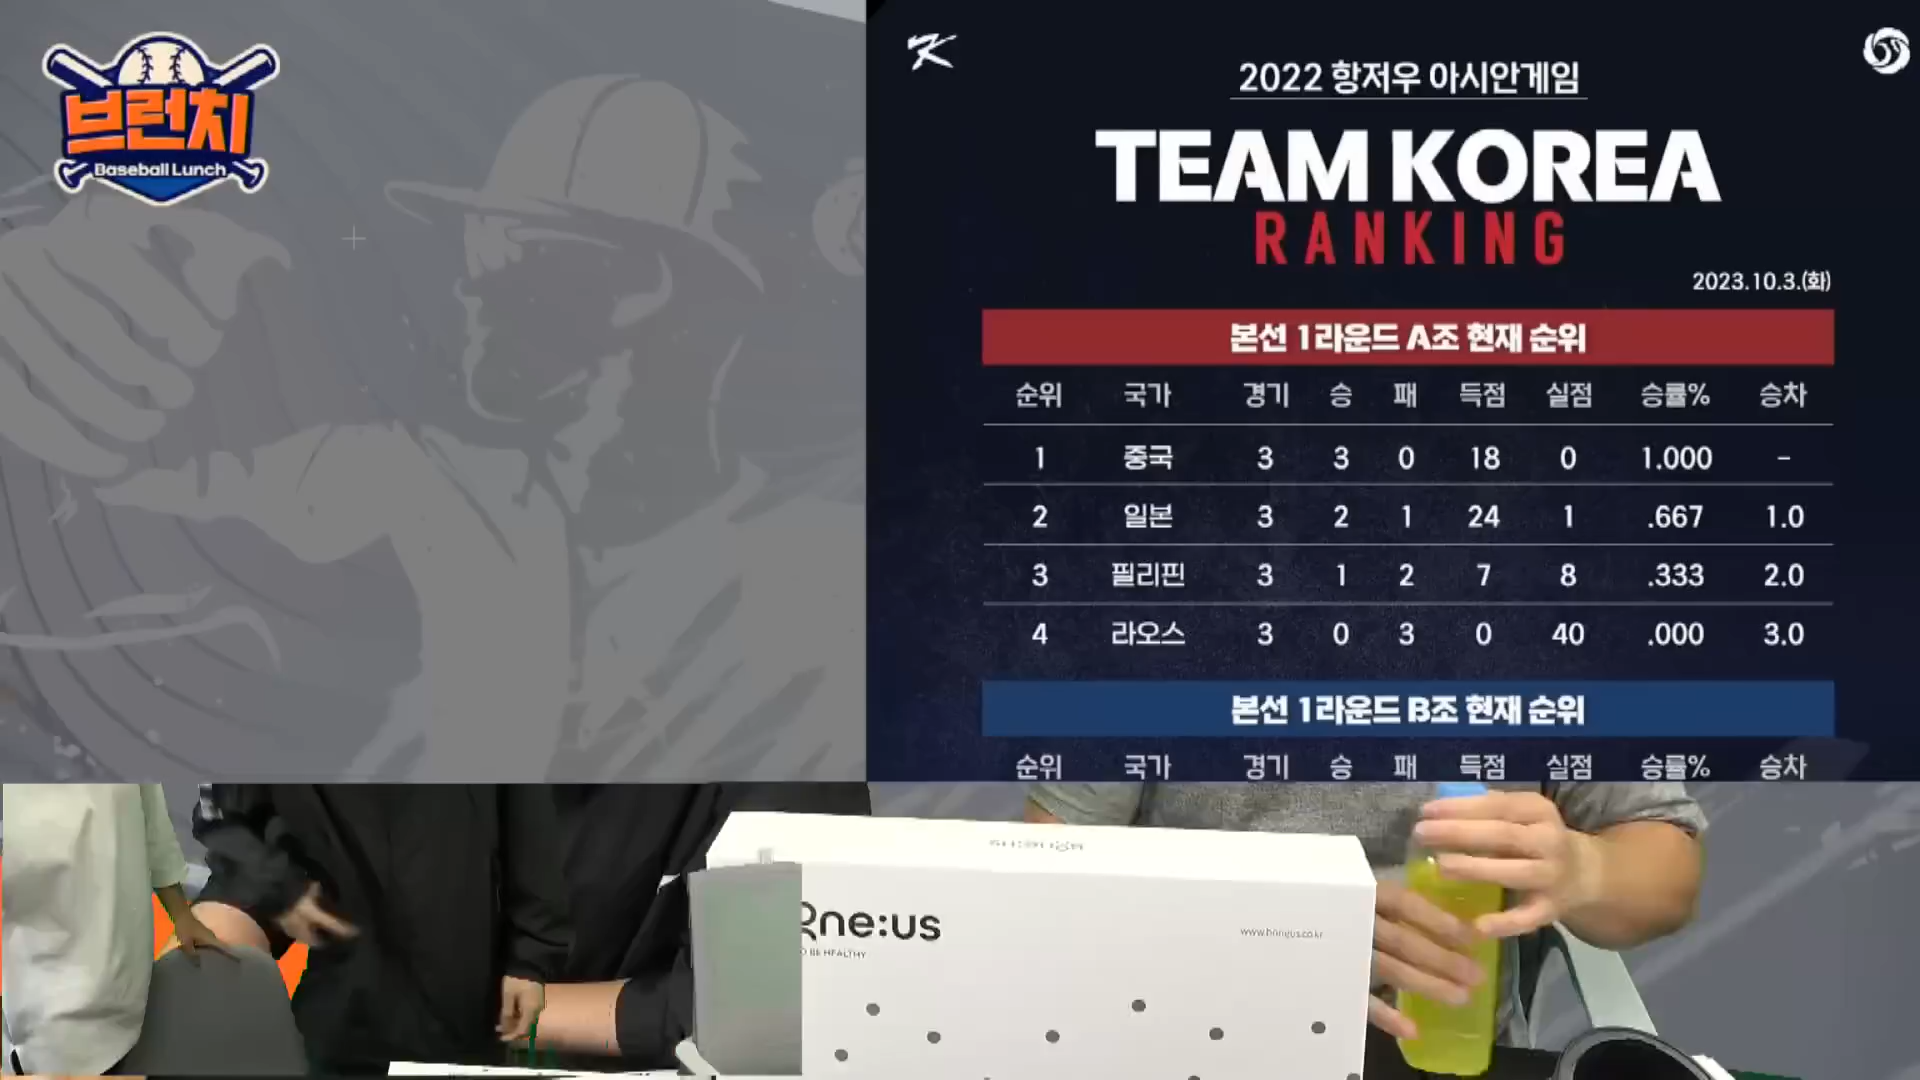 브런치
Baseball Lunch
2022 항저우 아시안게임
TEAM KOREA
RANKING
2023.10.3.(화)
본선 1라운드 A조 현재 순위
순위 국가 경기 승 패 득점 실점 승률% 승차
1 중국 3 3 0 18 0 1.000 -
2 일본 3 2 1 24 1 .667 1.0
3 필리핀 3 1 2 7 8 .333 2.0
4 라오스 3 0 3 0 40 .000 3.0
본선 1라운드 B조 현재 순위
순위 국가 경기 승 패 득점 실점 승률% 승차
ne:us
BE HEALTHY